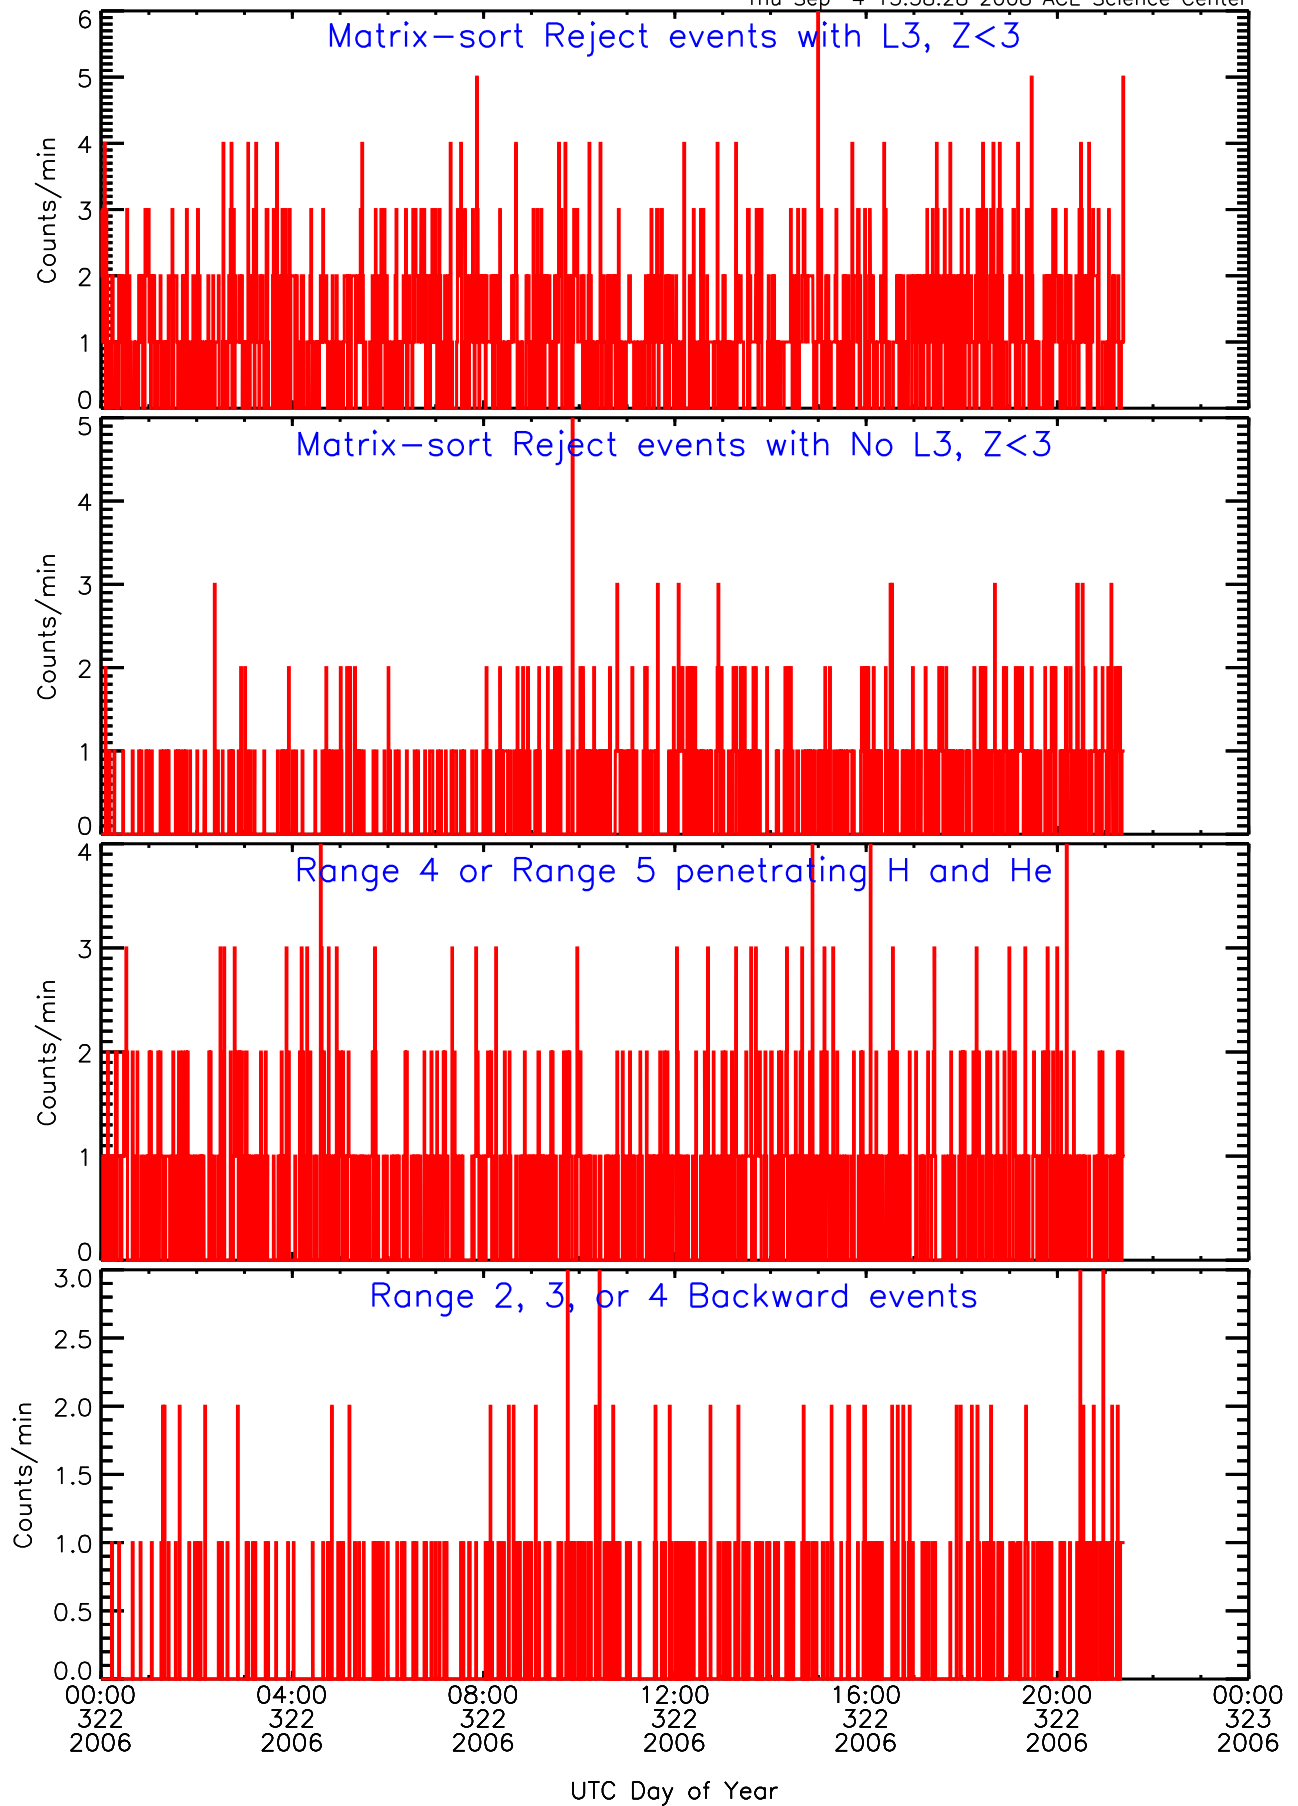 Matrix-sort Reject events with L3, Z<3
6
5
4
3
2
1
0
Counts/min
Matrix-sort Reject events with No L3, Z<3
5
4
3
2
1
0
Counts/min
Range 4 or Range 5 penetrating H and He
4
3
2
1
0
Counts/min
Range 2, 3, or 4 Backward events
3.0
2.5
2.0
1.5
1.0
0.5
0.0
Counts/min
00:00 04:00 08:00 12:00 16:00 20:00 00:00
322 322 322 322 322 322 323
2006 2006 2006 2006 2006 2006 2006
UTC Day of Year